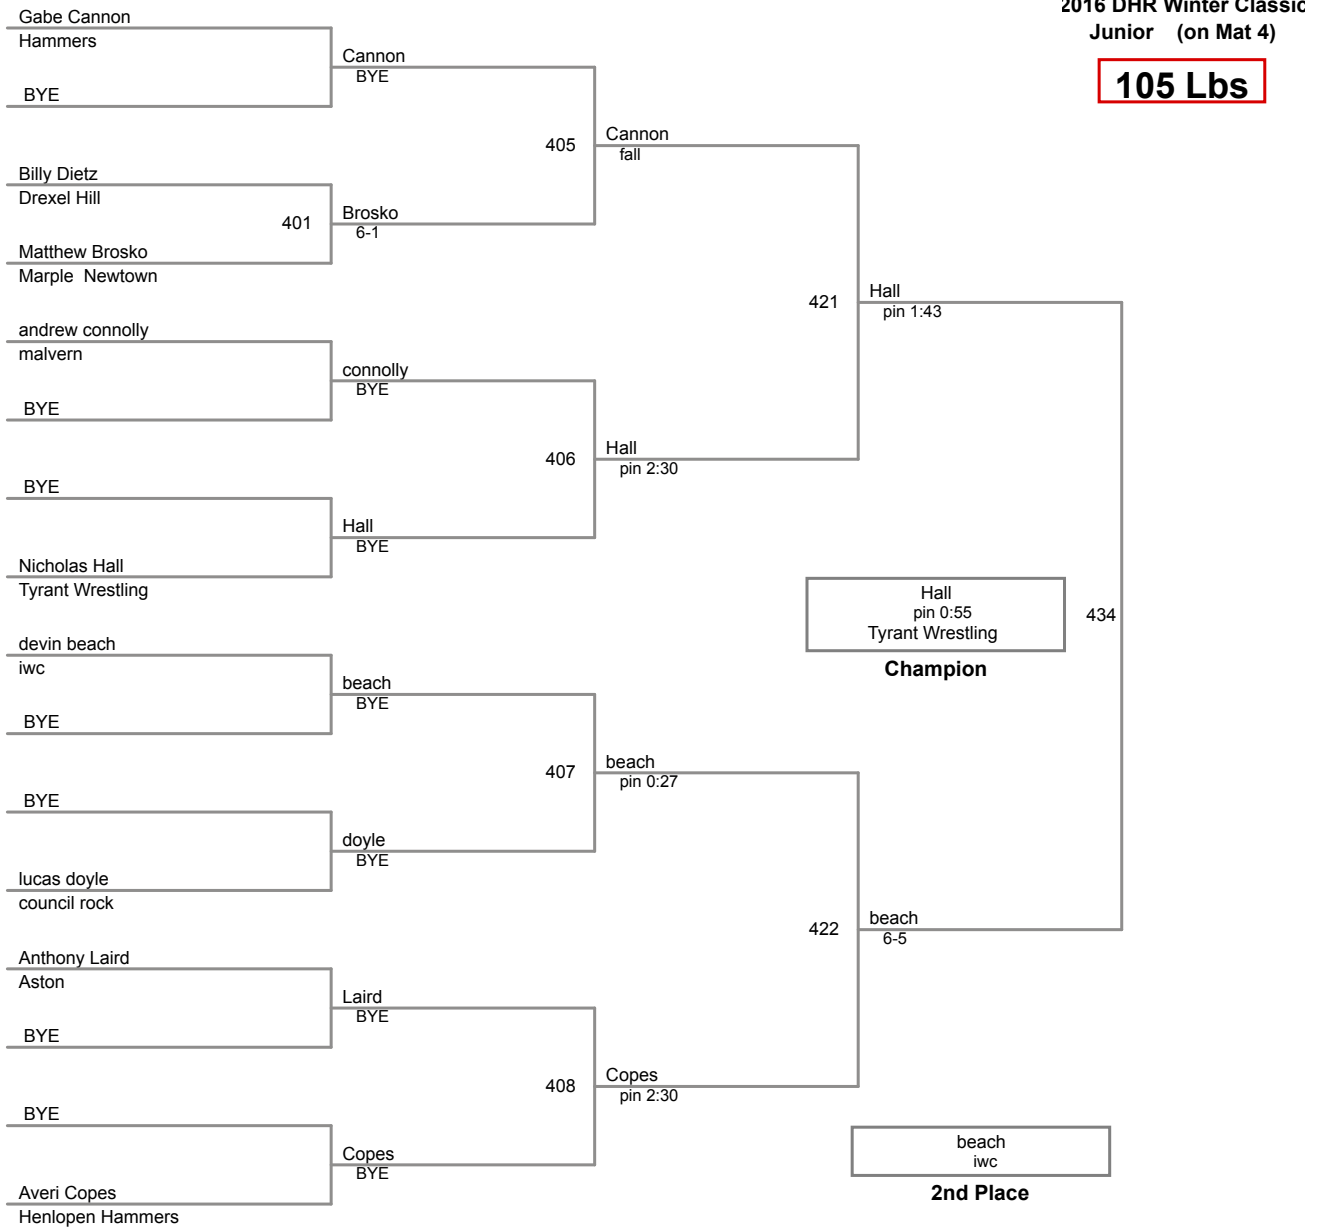 2016 DHR Winter Classic
Junior (on Mat 4)
105 Lbs
Gabe Cannon
Hammers
BYE
Cannon
BYE
405
Cannon
fall
Billy Dietz
Drexel Hill
401
Brosko
6-1
Matthew Brosko
Marple Newtown
421
Hall
pin 1:43
andrew connolly
malvern
connolly
BYE
BYE
406
Hall
pin 2:30
BYE
Hall
BYE
Nicholas Hall
Tyrant Wrestling
Hall
pin 0:55
Tyrant Wrestling
Champion
434
devin beach
iwc
beach
BYE
BYE
407
beach
pin 0:27
BYE
doyle
BYE
lucas doyle
council rock
422
beach
6-5
Anthony Laird
Aston
Laird
BYE
BYE
408
Copes
pin 2:30
BYE
Copes
BYE
Averi Copes
Henlopen Hammers
beach
iwc
2nd Place